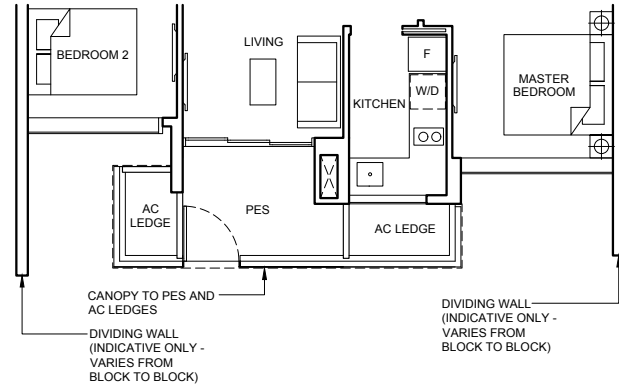 BEDROOM 2
LIVING
F
W/D
KITCHEN
MASTER
BEDROOM
AC
LEDGE
PES
AC LEDGE
CANOPY TO PES AND
AC LEDGES
DIVIDING WALL
(INDICATIVE ONLY -
VARIES FROM
BLOCK TO BLOCK)
DIVIDING WALL
(INDICATIVE ONLY -
VARIES FROM
BLOCK TO BLOCK)